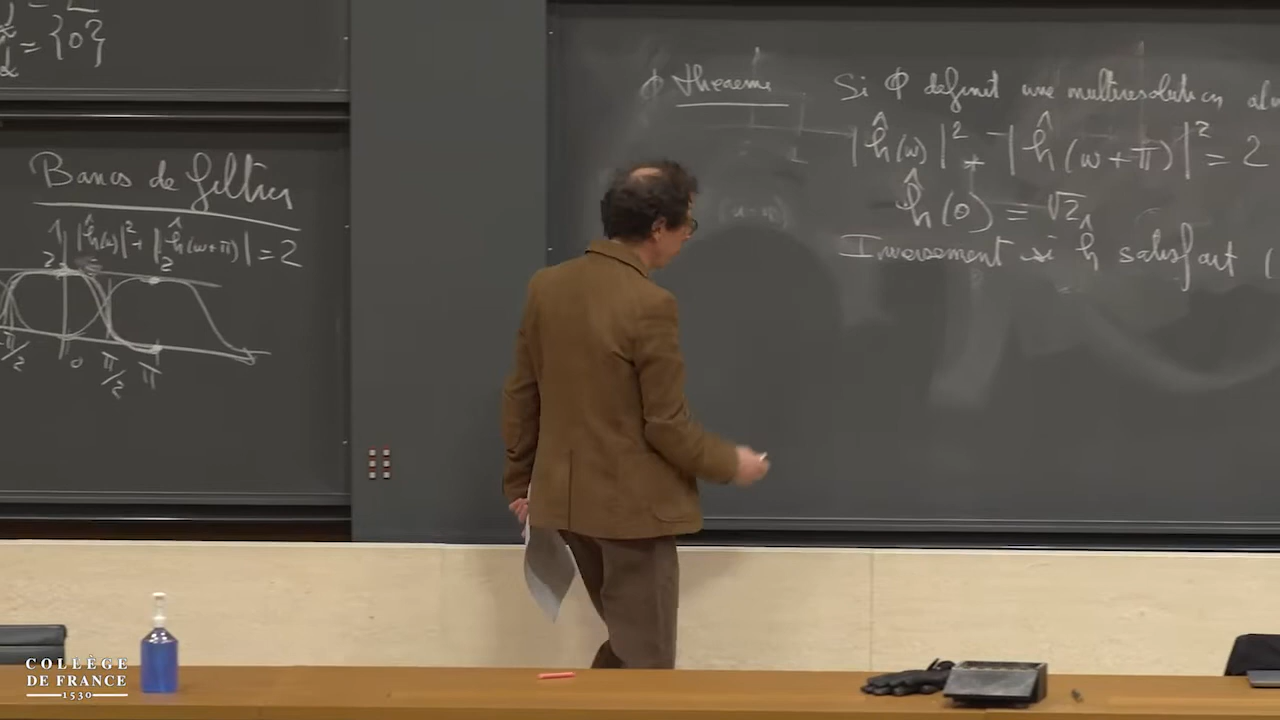 = {0}
Bancs de filtres
|ĥ(ω)|² + |ĥ(ω+π)|² = 2
2
π/2 0 π/2 π
théorème Si Φ définit une multirésolution
|ĥ(ω)|² + |ĥ(ω+π)|² = 2
ĥ(0) = √2
Inversement si ĥ satisfait (
COLLÈGE
DE FRANCE
1530